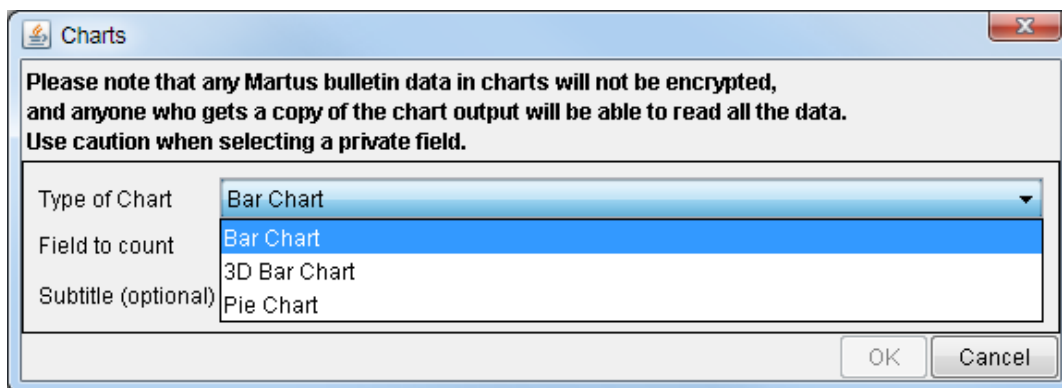 Charts
Please note that any Martus bulletin data in charts will not be encrypted,
and anyone who gets a copy of the chart output will be able to read all the data.
Use caution when selecting a private field.
Type of Chart Bar Chart
Field to count Bar Chart
3D Bar Chart
Subtitle (optional) Pie Chart
OK Cancel